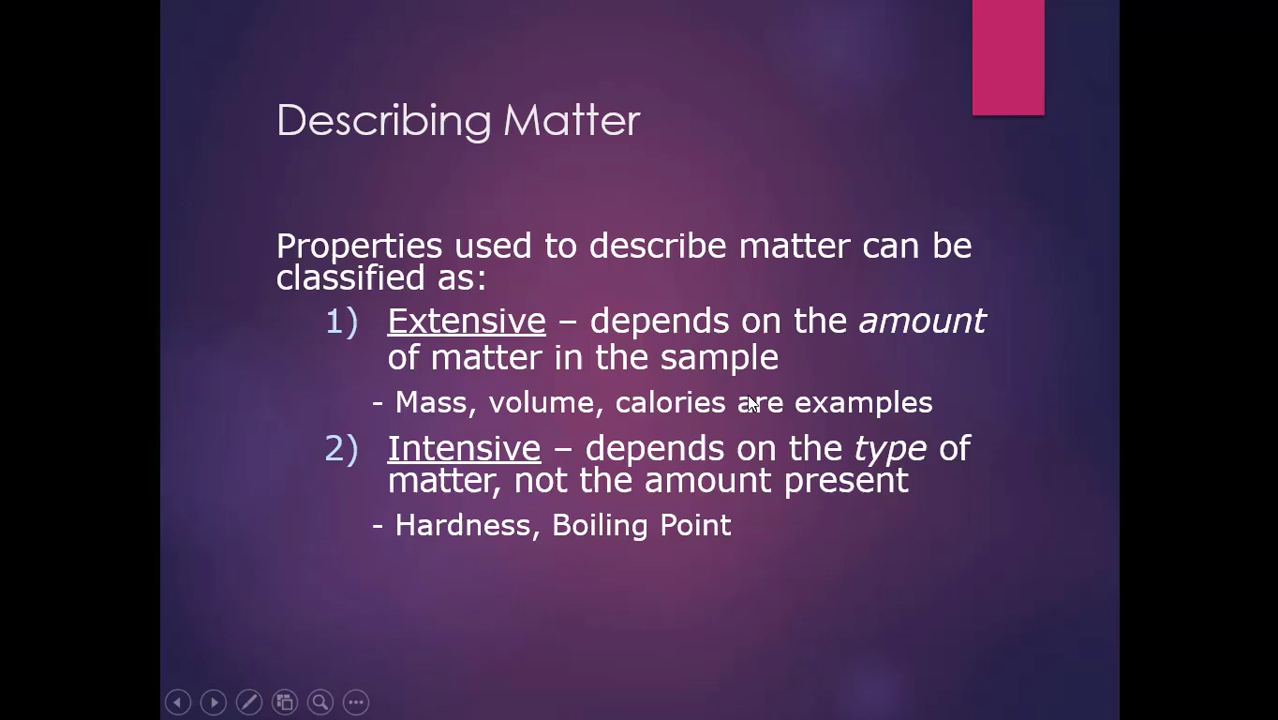 Describing Matter
Properties used to describe matter can be
classified as:
1) Extensive – depends on the amount
of matter in the sample
- Mass, volume, calories are examples
2) Intensive – depends on the type of
matter, not the amount present
- Hardness, Boiling Point